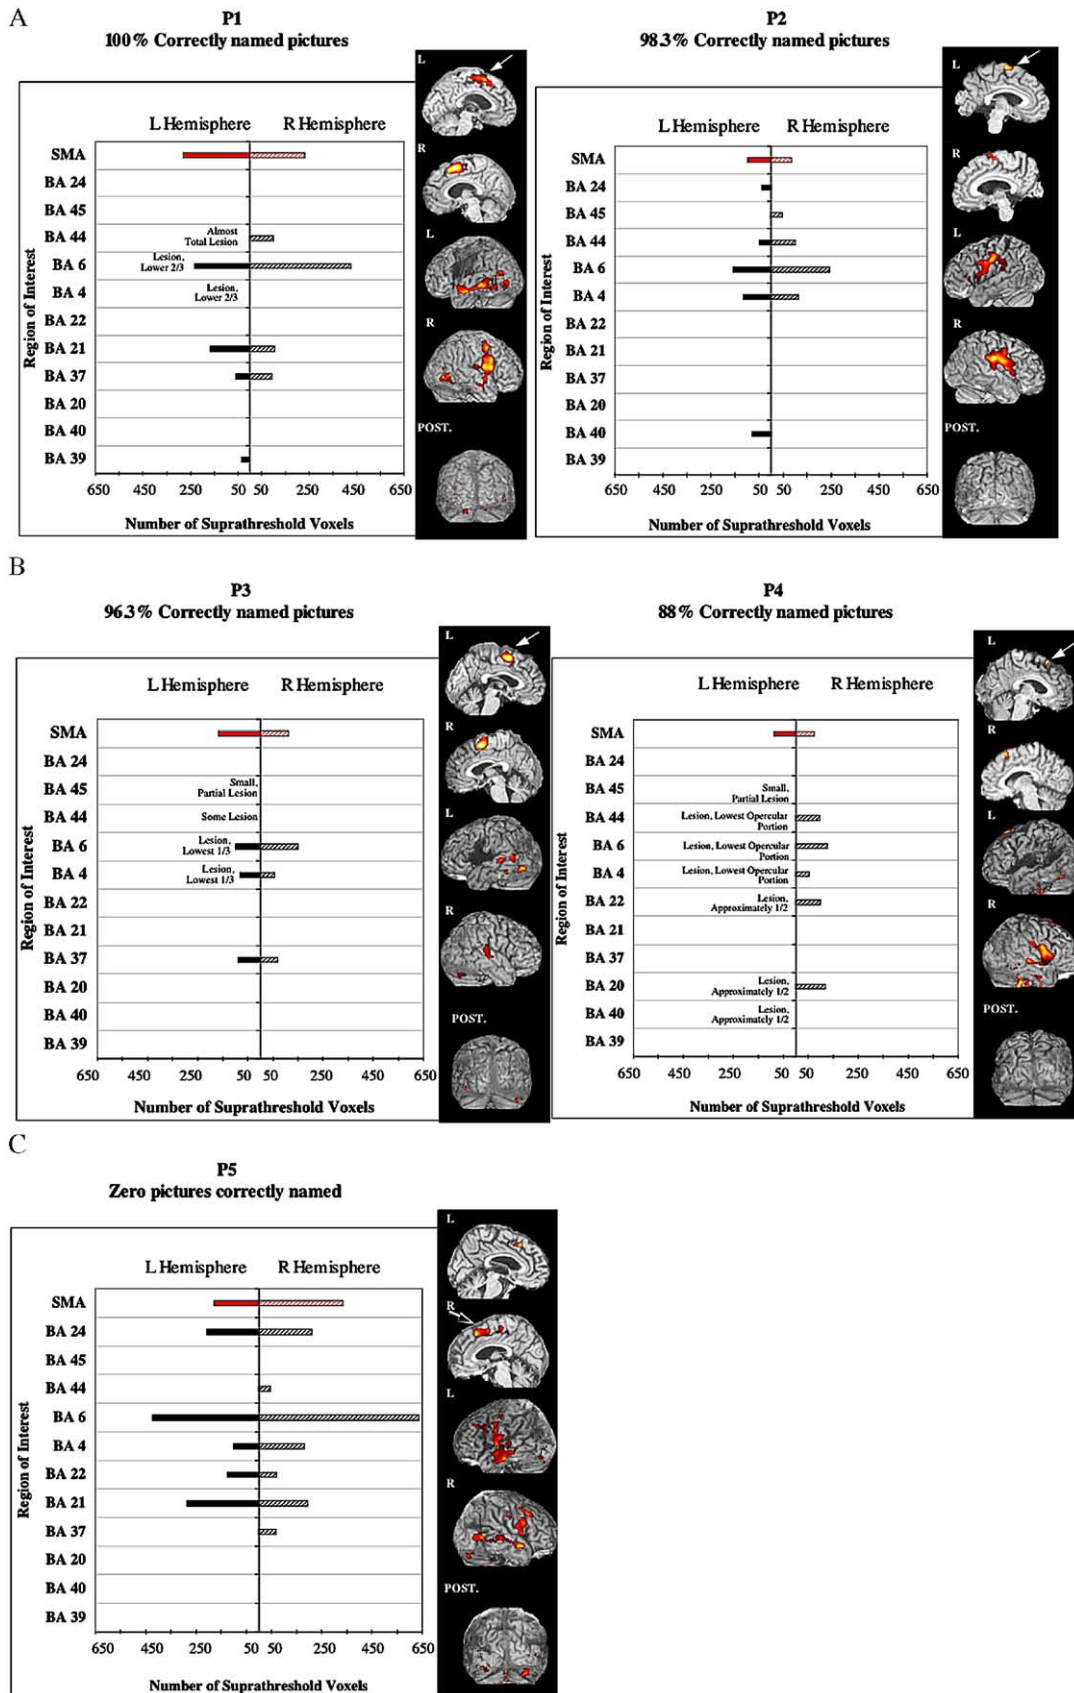 A
P1
100% Correctly named pictures
L Hemisphere R Hemisphere
Region of Interest
SMA
BA 24
BA 45
BA 44 Almost Total Lesion
BA 6 Lesion, Lower 2/3
BA 4 Lesion, Lower 2/3
BA 22
BA 21
BA 37
BA 20
BA 40
BA 39
650 450 250 50 50 250 450 650
Number of Suprathreshold Voxels
L
R
L
R
POST.
P2
98.3% Correctly named pictures
L Hemisphere R Hemisphere
Region of Interest
SMA
BA 24
BA 45
BA 44
BA 6
BA 4
BA 22
BA 21
BA 37
BA 20
BA 40
BA 39
650 450 250 50 50 250 450 650
Number of Suprathreshold Voxels
L
R
L
R
POST.
B
P3
96.3% Correctly named pictures
L Hemisphere R Hemisphere
Region of Interest
SMA
BA 24
BA 45 Small, Partial Lesion
BA 44 Some Lesion
BA 6 Lesion, Lowest 1/3
BA 4 Lesion, Lowest 1/3
BA 22
BA 21
BA 37
BA 20
BA 40
BA 39
650 450 250 50 50 250 450 650
Number of Suprathreshold Voxels
L
R
L
R
POST.
P4
88% Correctly named pictures
L Hemisphere R Hemisphere
Region of Interest
SMA
BA 24
BA 45 Small, Partial Lesion
BA 44 Lesion, Lowest Opercular Portion
BA 6 Lesion, Lowest Opercular Portion
BA 4 Lesion, Lowest Opercular Portion
BA 22 Lesion, Approximately 1/2
BA 21
BA 37
BA 20 Lesion, Approximately 1/2
BA 40 Lesion, Approximately 1/2
BA 39
650 450 250 50 50 250 450 650
Number of Suprathreshold Voxels
L
R
L
R
POST.
C
P5
Zero pictures correctly named
L Hemisphere R Hemisphere
Region of Interest
SMA
BA 24
BA 45
BA 44
BA 6
BA 4
BA 22
BA 21
BA 37
BA 20
BA 40
BA 39
650 450 250 50 50 250 450 650
Number of Suprathreshold Voxels
L
R
L
R
POST.